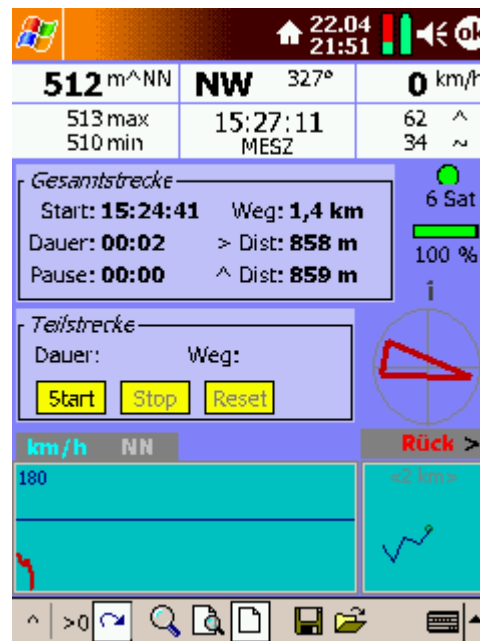 22.04
21:51
ok
512 m^NN NW 327° 0 km/h
513 max 15:27:11 62 ^
510 min MESZ 34 ~
Gesamtstrecke
6 Sat
Start: 15:24:41 Weg: 1,4 km
Dauer: 00:02 > Dist: 858 m
100 %
Pause: 00:00 ^ Dist: 859 m
i
Teilstrecke
Dauer: Weg:
Start Stop Reset
km/h NN Rück >
180 <2 km>
^ >0